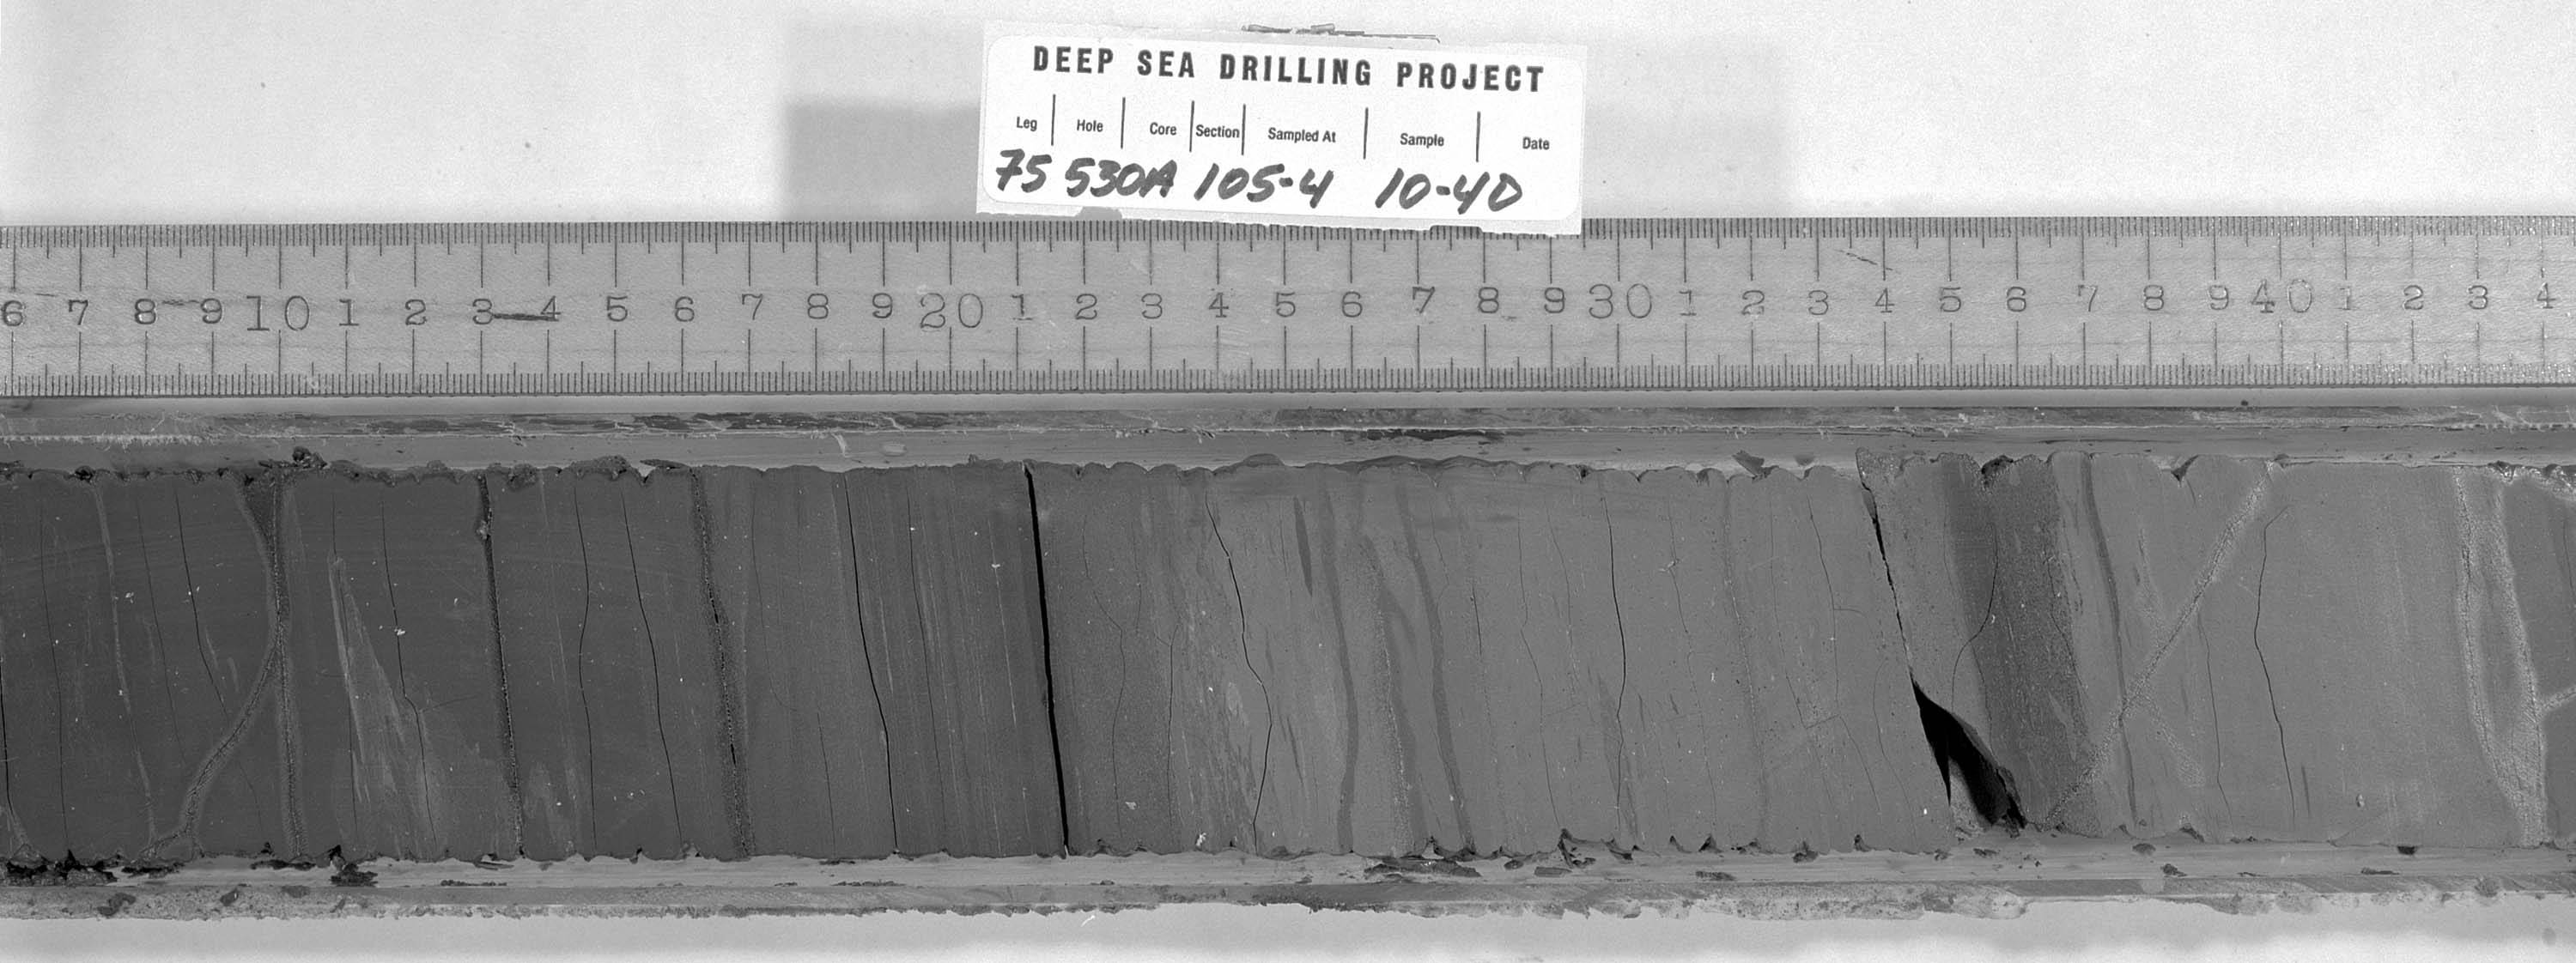 DEEP SEA DRILLING PROJECT
Leg Hole Core Section Sampled At Sample Date
75 530A 105-4 10-40
6 7 8 9 10 1 2 3 4 5 6 7 8 9 20 1 2 3 4 5 6 7 8 9 30 1 2 3 4 5 6 7 8 9 40 1 2 3 4